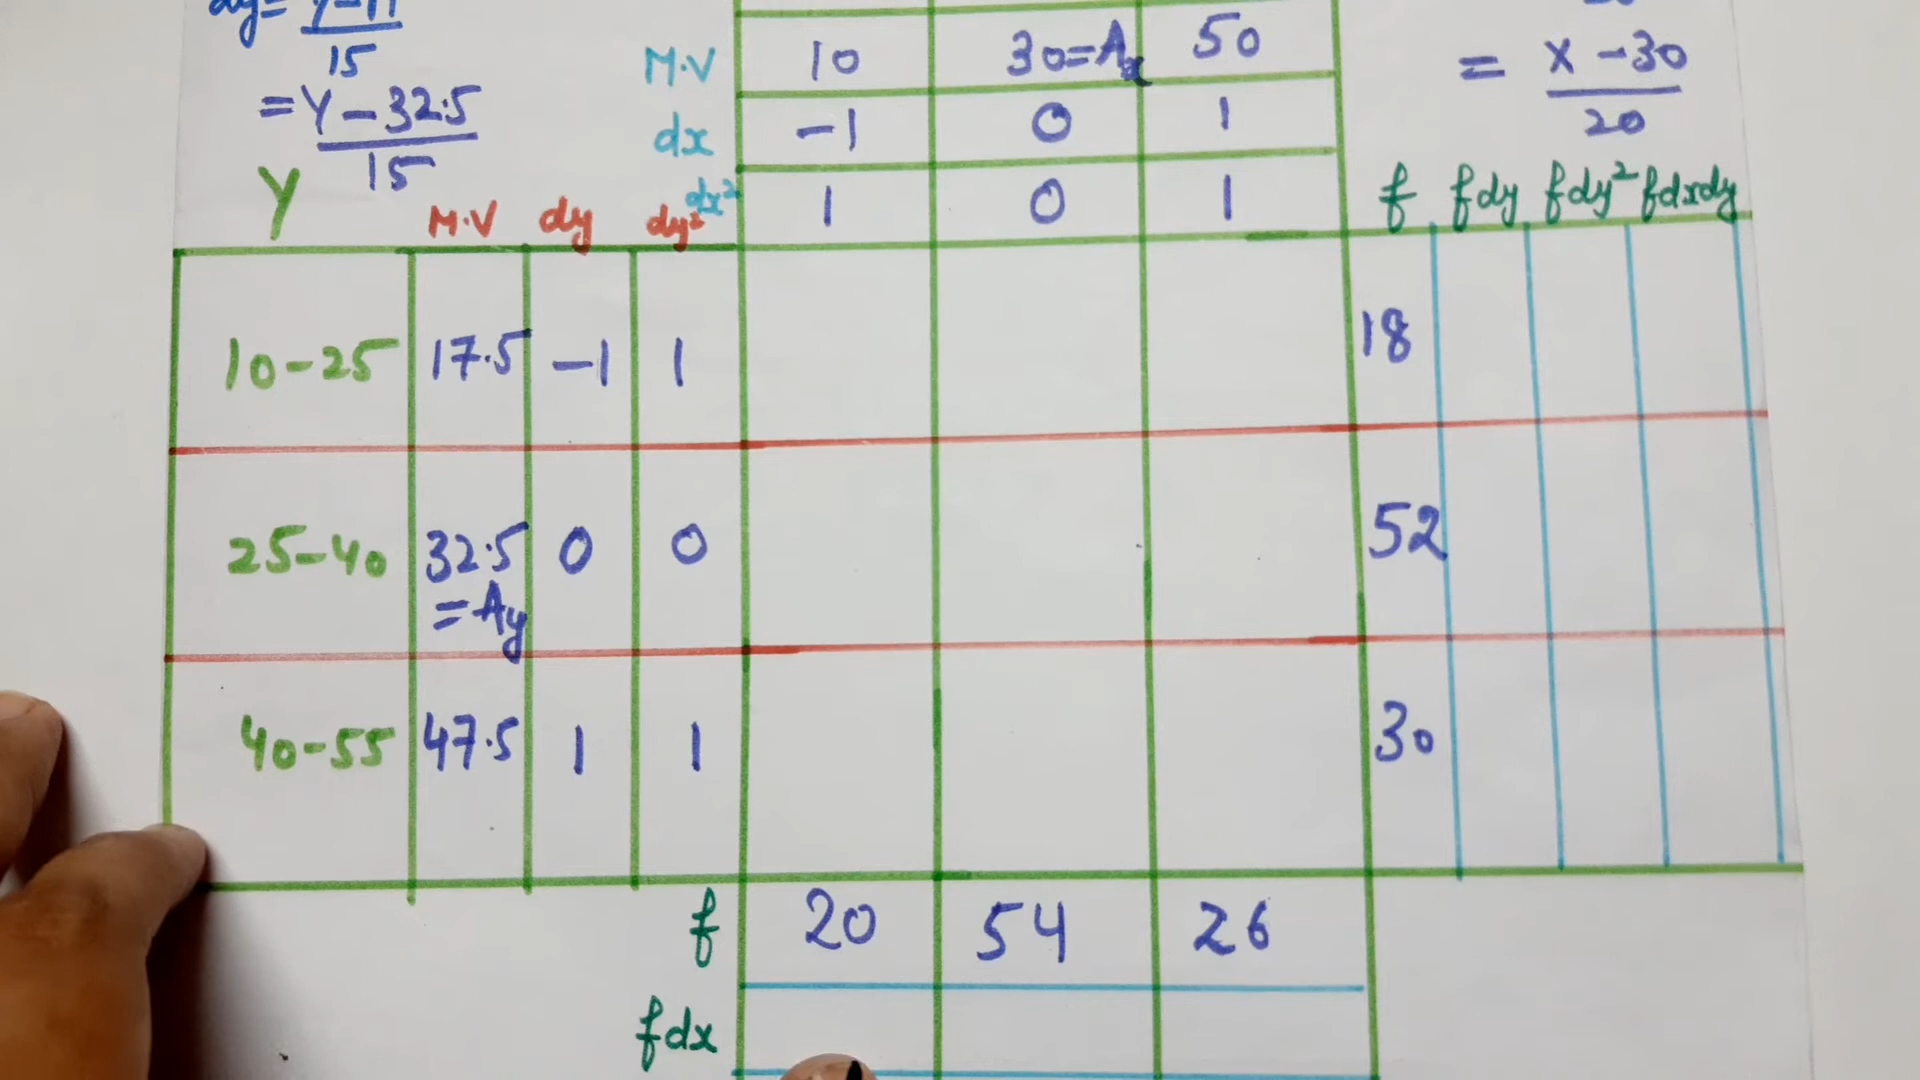 15
= Y - 32.5
15
M.V 10 30=Ax 50
dx -1 0 1
dx² 1 0 1
= X - 30
20
Y M.V dy dy² f fdy fdy² fdxdy
10-25 17.5 -1 1 18
25-40 32.5 0 0 52
= Ay
40-55 47.5 1 1 30
f 20 54 26
fdx